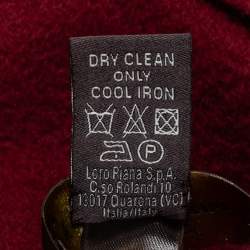 DRY CLEAN
ONLY
COOL IRON
P
Loro Piana S.p.A.
C.so Rolandi 10
13017 Quarona (VC)
Italia/Italy